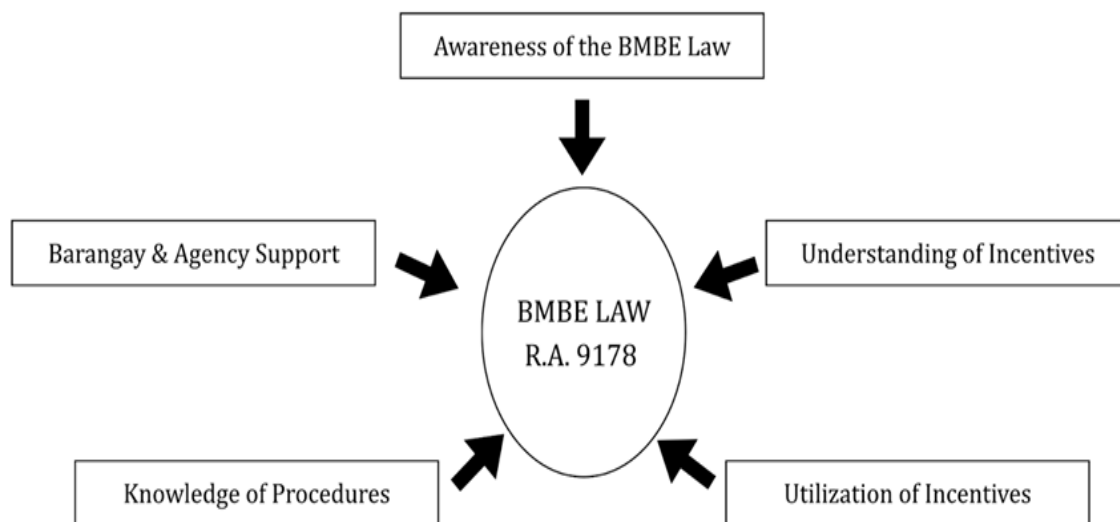 Awareness of the BMBE Law
Barangay & Agency Support
Understanding of Incentives
BMBE LAW
R.A. 9178
Knowledge of Procedures
Utilization of Incentives